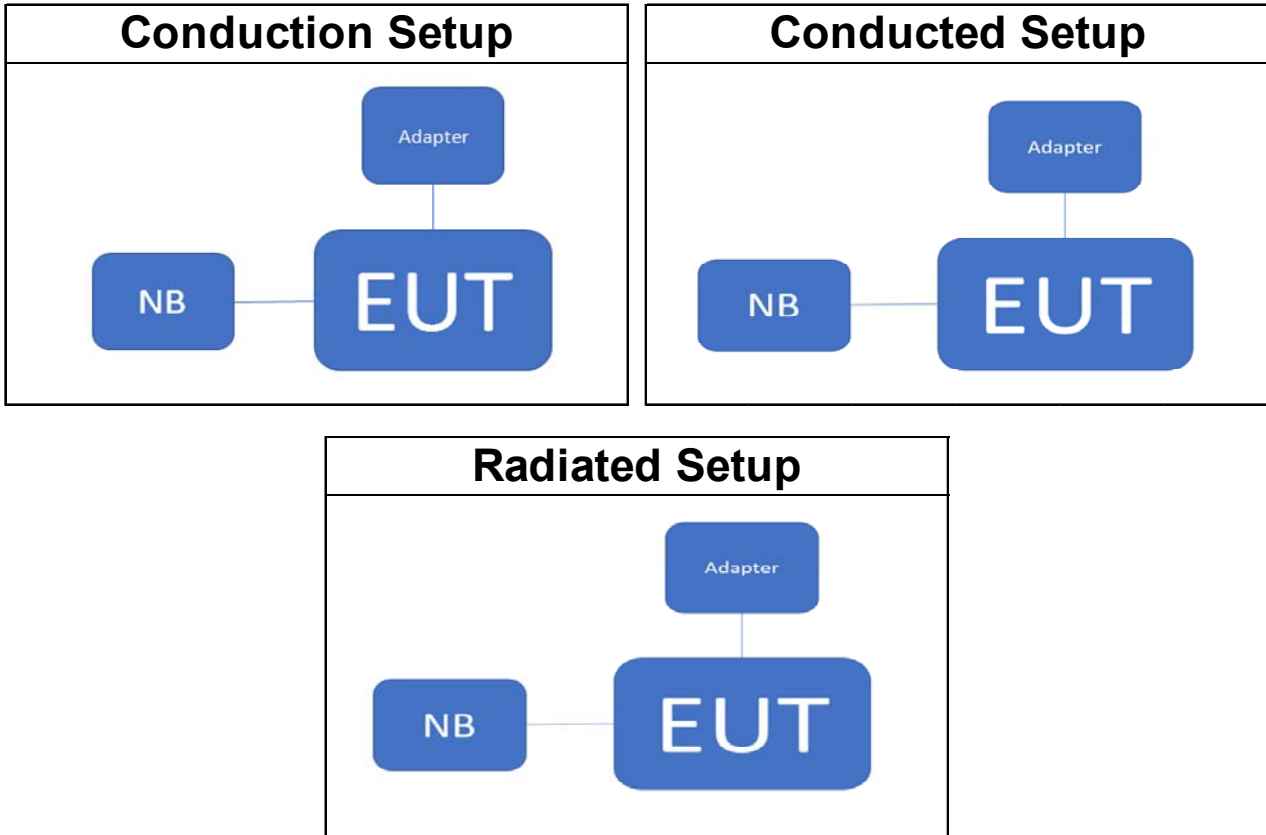 Conduction Setup
Adapter
NB
EUT
Conducted Setup
Adapter
NB
EUT
Radiated Setup
Adapter
NB
EUT